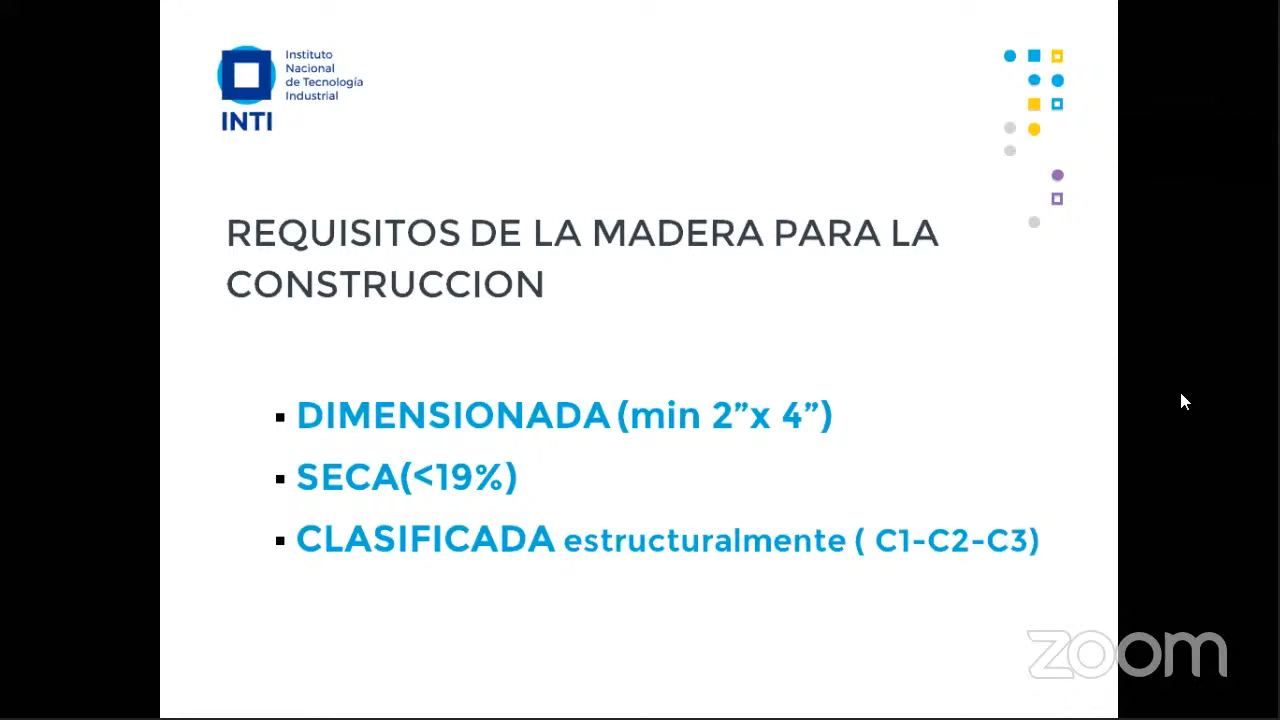 Instituto
Nacional
de Tecnología
Industrial
INTI
REQUISITOS DE LA MADERA PARA LA
CONSTRUCCION
▪ DIMENSIONADA (min 2”x 4”)
▪ SECA(<19%)
▪ CLASIFICADA estructuralmente ( C1-C2-C3)
zoom